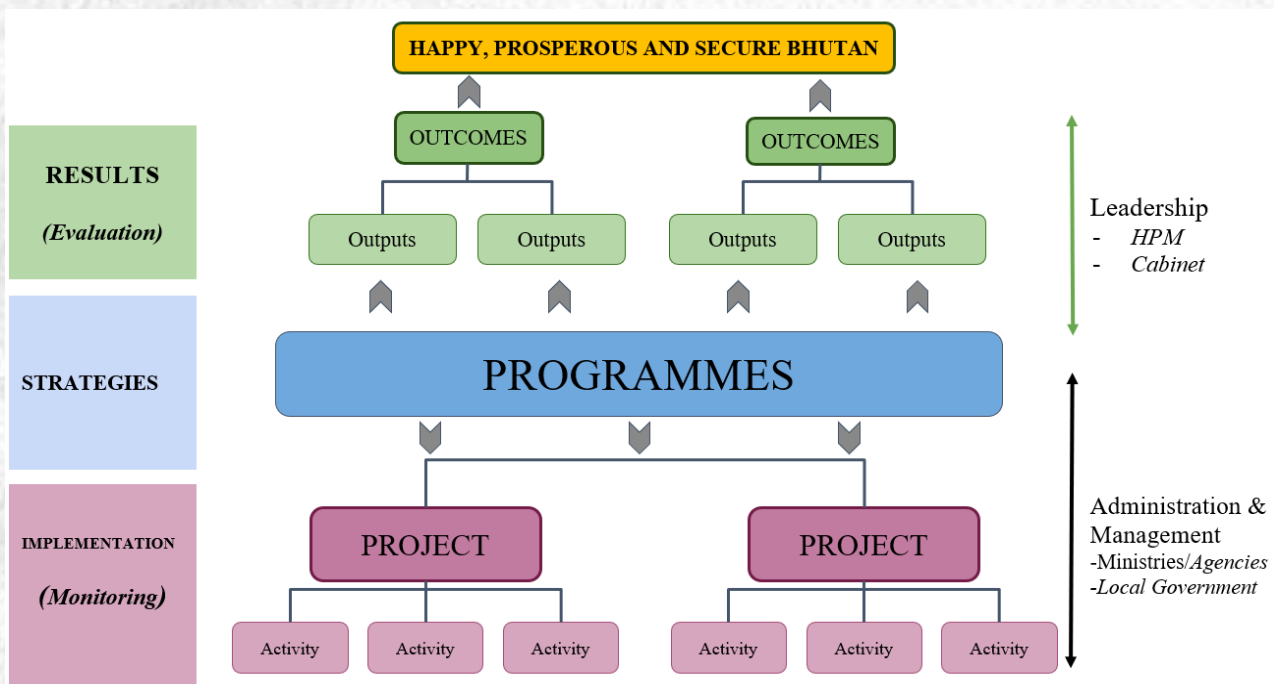 HAPPY, PROSPEROUS AND SECURE BHUTAN
RESULTS
(Evaluation)
OUTCOMES
OUTCOMES
Outputs
Outputs
Outputs
Outputs
Leadership
- HPM
- Cabinet
STRATEGIES
PROGRAMMES
IMPLEMENTATION
(Monitoring)
PROJECT
PROJECT
Activity
Activity
Activity
Activity
Activity
Activity
Administration &
Management
-Ministries/Agencies
-Local Government